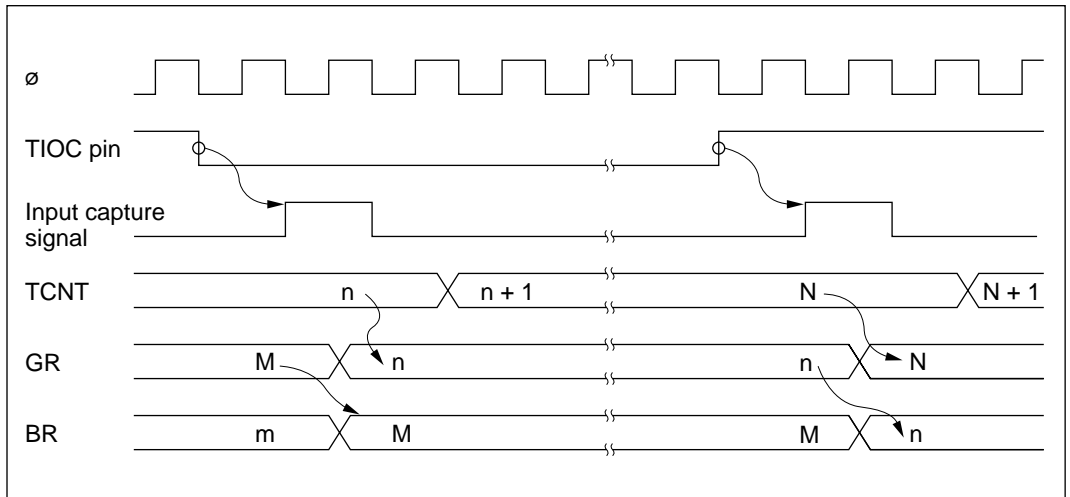 ø
TIOC pin
Input capture
signal
TCNT n n + 1 N N + 1
GR M n n N
BR m M M n